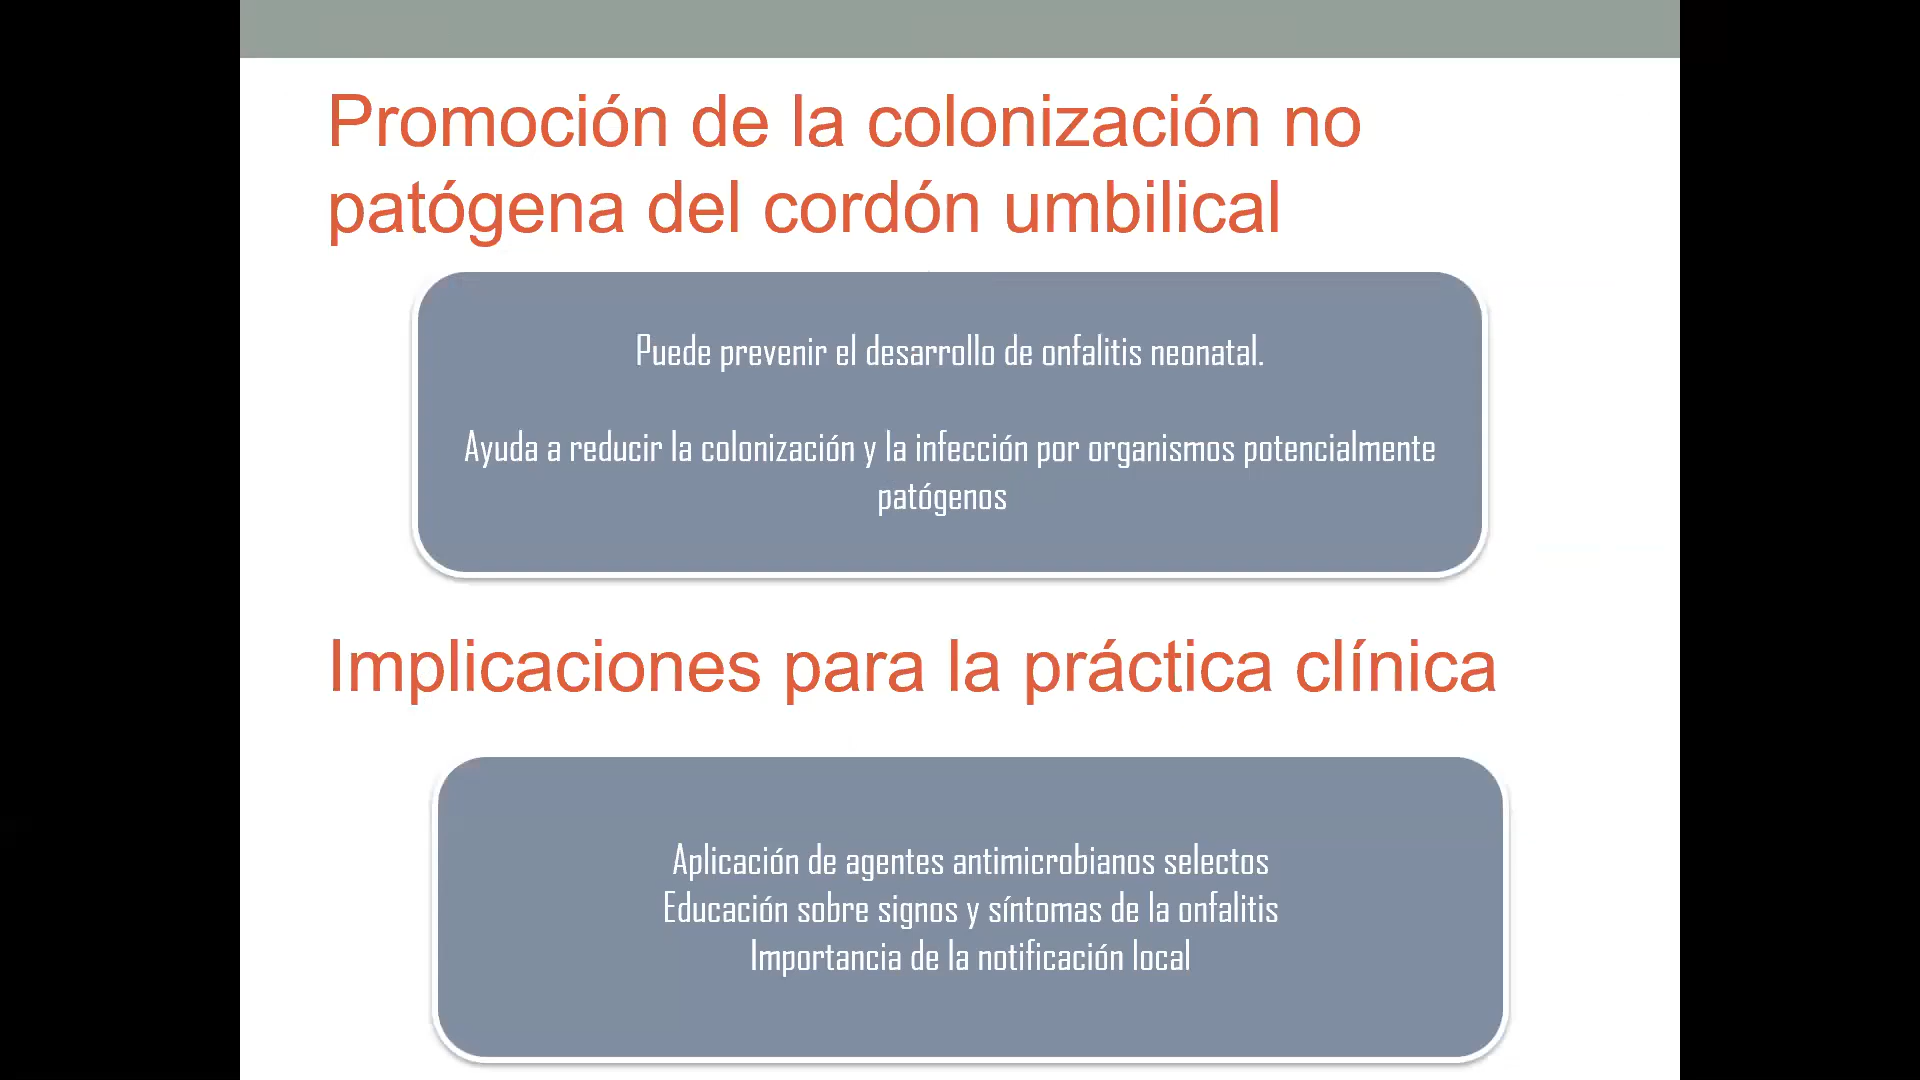 Promoción de la colonización no
patógena del cordón umbilical
Puede prevenir el desarrollo de onfalitis neonatal.
Ayuda a reducir la colonización y la infección por organismos potencialmente
patógenos
Implicaciones para la práctica clínica
Aplicación de agentes antimicrobianos selectos
Educación sobre signos y síntomas de la onfalitis
Importancia de la notificación local